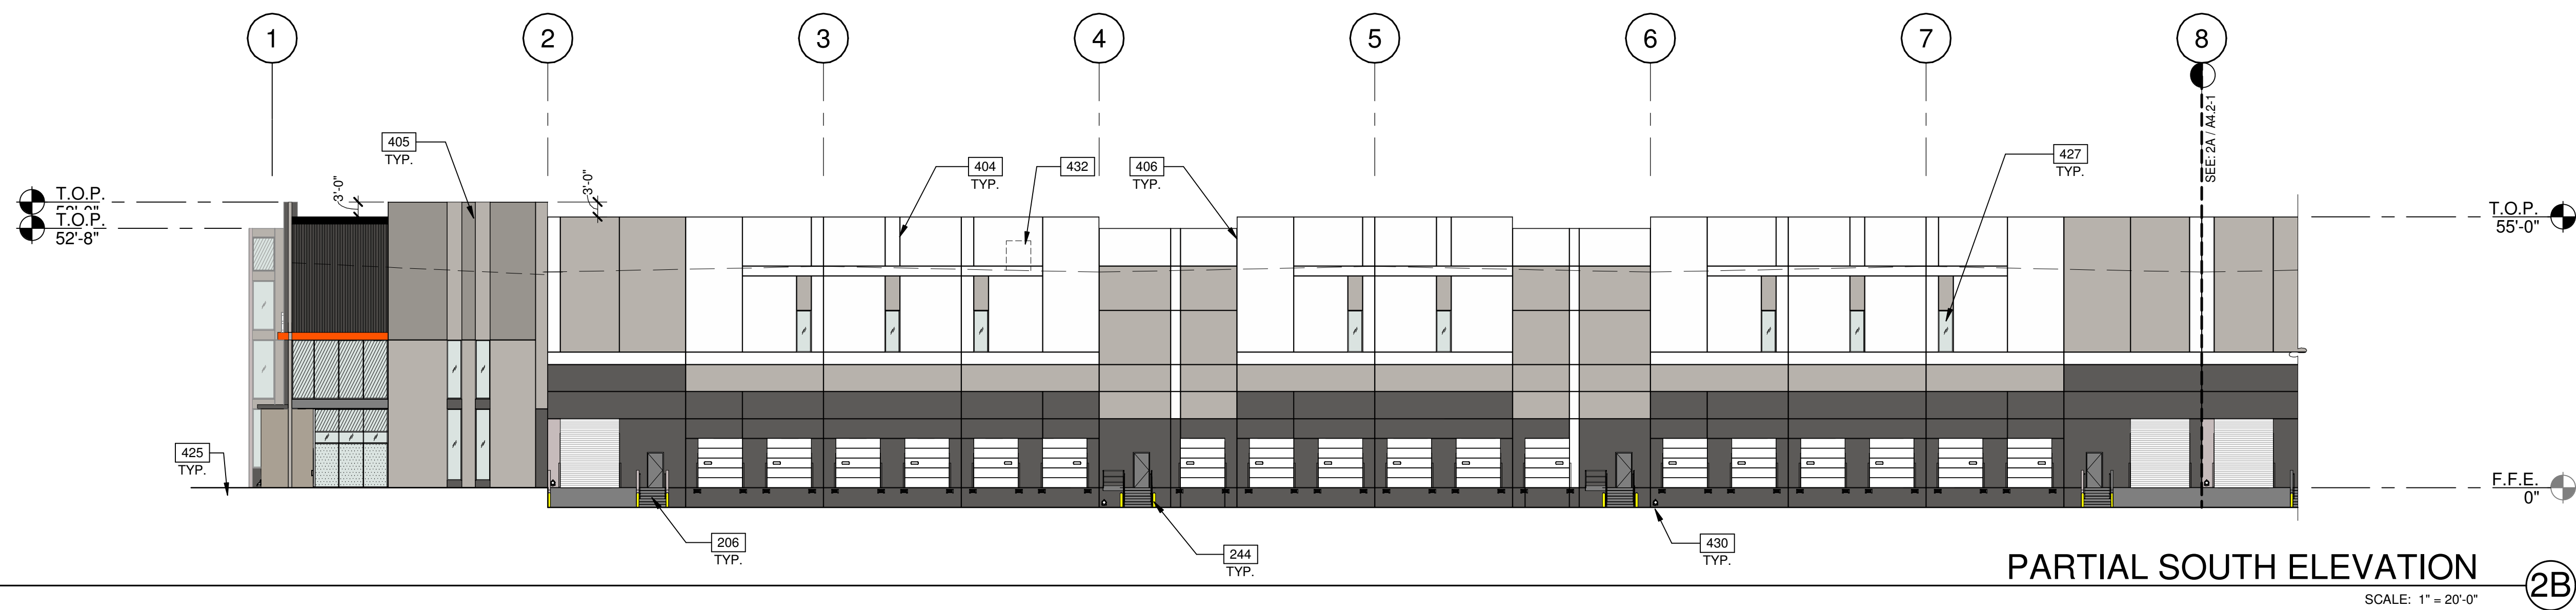 1 2 3 4 5 6 7 8
SEE: 2A / A4.2-1
405
TYP.
404
TYP.
432
406
TYP.
427
TYP.
3'-0"
3'-0"
T.O.P.
T.O.P.
52'-8"
T.O.P.
55'-0"
425
TYP.
F.F.E.
0"
206
TYP.
244
TYP.
430
TYP.
PARTIAL SOUTH ELEVATION
2B
SCALE: 1" = 20'-0"